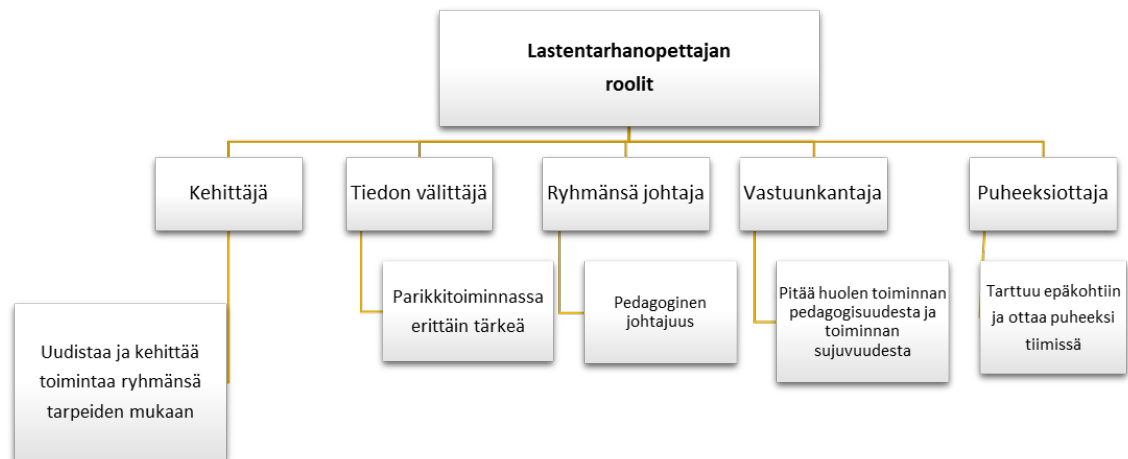 Lastentarhanopettajan
roolit
Kehittäjä
Tiedon välittäjä
Ryhmänsä johtaja
Vastuunkantaja
Puheeksiottaja
Uudistaa ja kehittää
toimintaa ryhmänsä
tarpeiden mukaan
Parikkitoiminnassa
erittäin tärkeä
Pedagoginen
johtajuus
Pitää huolen toiminnan
pedagogisuudesta ja
toiminnan
sujuvuudesta
Tarttuu epäkohtiin
ja ottaa puheeksi
tiimissä